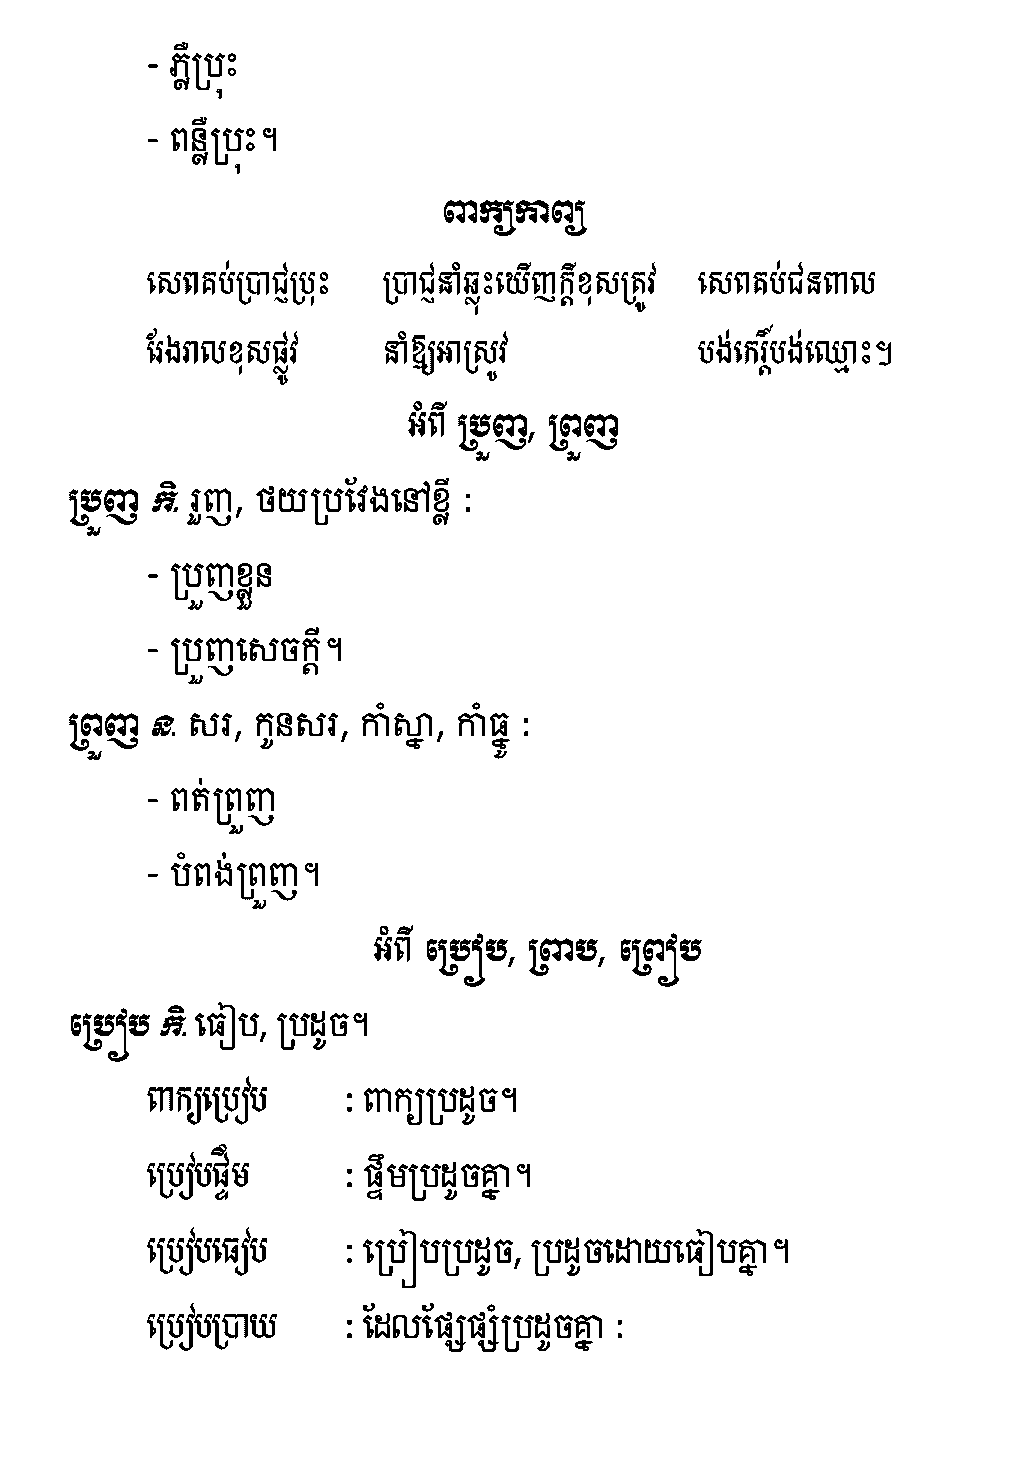 - ភ្លឺប្រុះ
- ពន្លឺប្រុះ។
ពាក្យកាព្យ
សេពគប់ប្រាជ្ញប្រុះ ប្រាជ្ញនាំឆ្លុះឃើញក្ដីខុសត្រូវ សេពគប់ជនពាល
រែងរាលខុសផ្លូវ នាំឱ្យអាស្រូវ បង់កេរ្តិ៍បង់ឈ្មោះ។
អំពី ប្រួញ, ព្រួញ
ប្រួញ កិ. រួញ, ថយប្រវែងនៅខ្លី :
- ប្រួញខ្លួន
- ប្រួញសេចក្ដី។
ព្រួញ ន. សរ, កូនសរ, កាំស្នា, កាំធ្នូ :
- ពត់ព្រួញ
- បំពង់ព្រួញ។
អំពី ប្រៀប, ព្រាប, ព្រៀប
ប្រៀប កិ. ធៀប, ប្រដូច។
ពាក្យប្រៀប : ពាក្យប្រដូច។
ប្រៀបផ្ទឹម : ផ្ទឹមប្រដូចគ្នា។
ប្រៀបធៀប : ប្រៀបប្រដូច, ប្រដូចដោយធៀបគ្នា។
ប្រៀបប្រាយ : ដែលផ្សេផ្សំប្រដូចគ្នា :